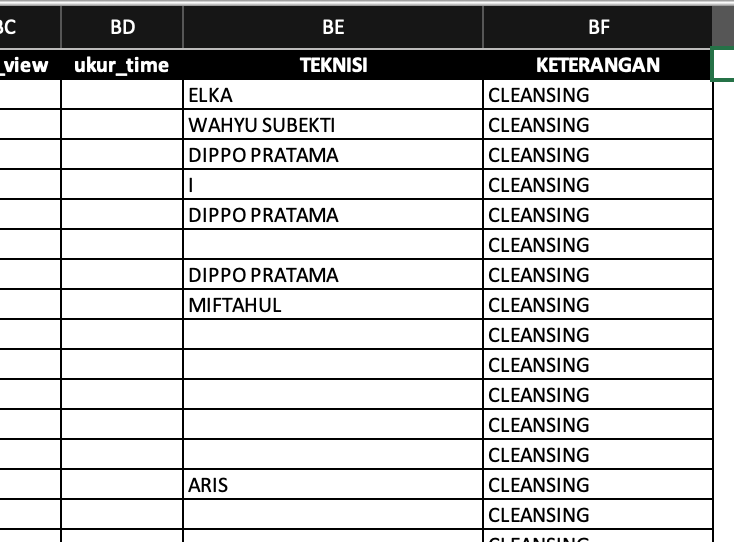 BC BD BE BF
_view ukur_time TEKNISI KETERANGAN
ELKA CLEANSING
WAHYU SUBEKTI CLEANSING
DIPPO PRATAMA CLEANSING
I CLEANSING
DIPPO PRATAMA CLEANSING
CLEANSING
DIPPO PRATAMA CLEANSING
MIFTAHUL CLEANSING
CLEANSING
CLEANSING
CLEANSING
CLEANSING
CLEANSING
ARIS CLEANSING
CLEANSING
CLEANSING